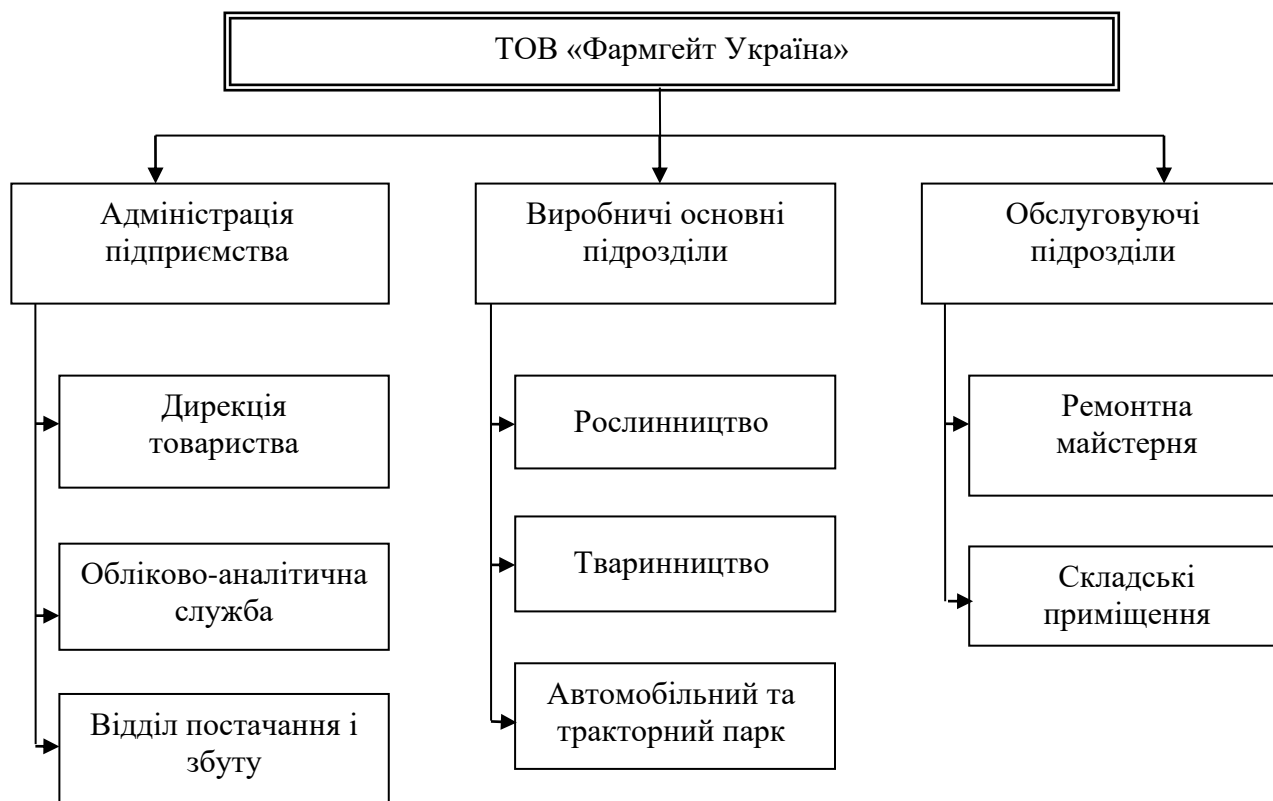 ТОВ «Фармгейт Україна»
Адміністрація
підприємства
Виробничі основні
підрозділи
Обслуговуючі
підрозділи
Дирекція
товариства
Рослинництво
Ремонтна
майстерня
Обліково-аналітична
служба
Тваринництво
Складські
приміщення
Відділ постачання і
збуту
Автомобільний та
тракторний парк